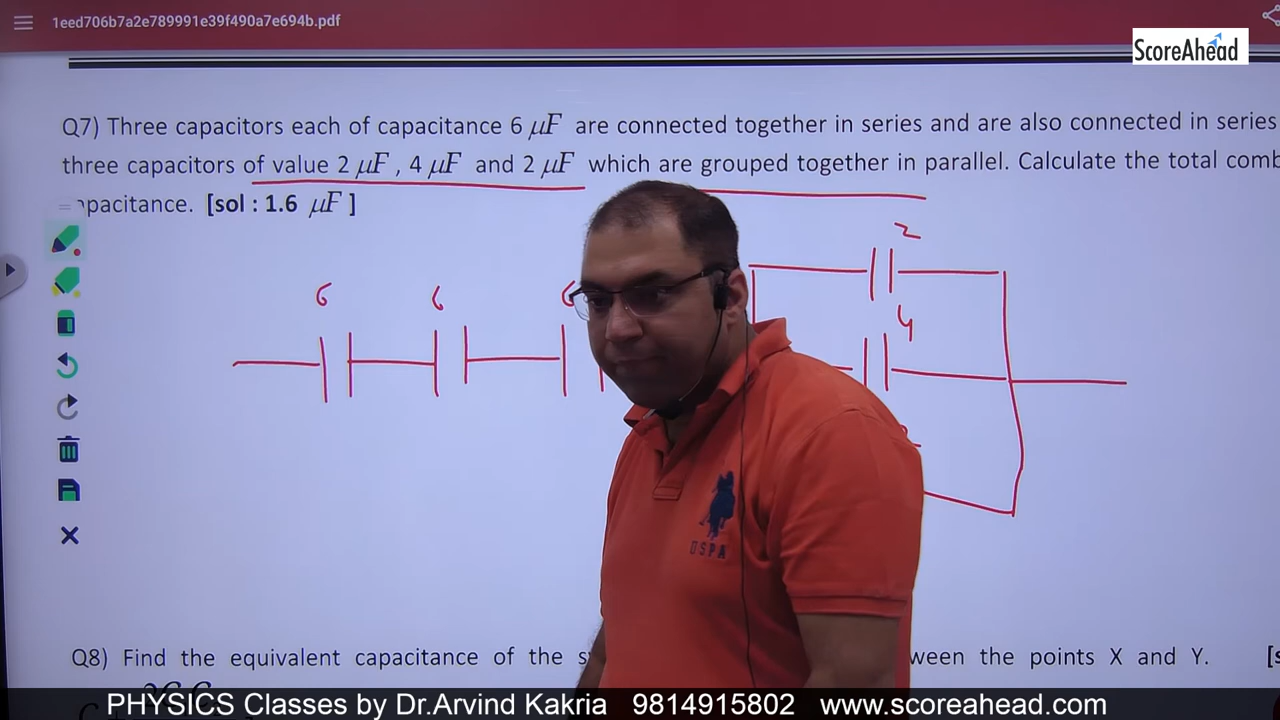 1eed706b7a2e789991e39f490a7e694b.pdf
ScoreAhead
Q7) Three capacitors each of capacitance 6 μF are connected together in series and are also connected in series
three capacitors of value 2 μF , 4 μF and 2 μF which are grouped together in parallel. Calculate the total
apacitance. [sol : 1.6 μF ]
2
6 6 6
4
USPA
Q8) Find the equivalent capacitance of the ween the points X and Y.
PHYSICS Classes by Dr.Arvind Kakria 9814915802 www.scoreahead.com